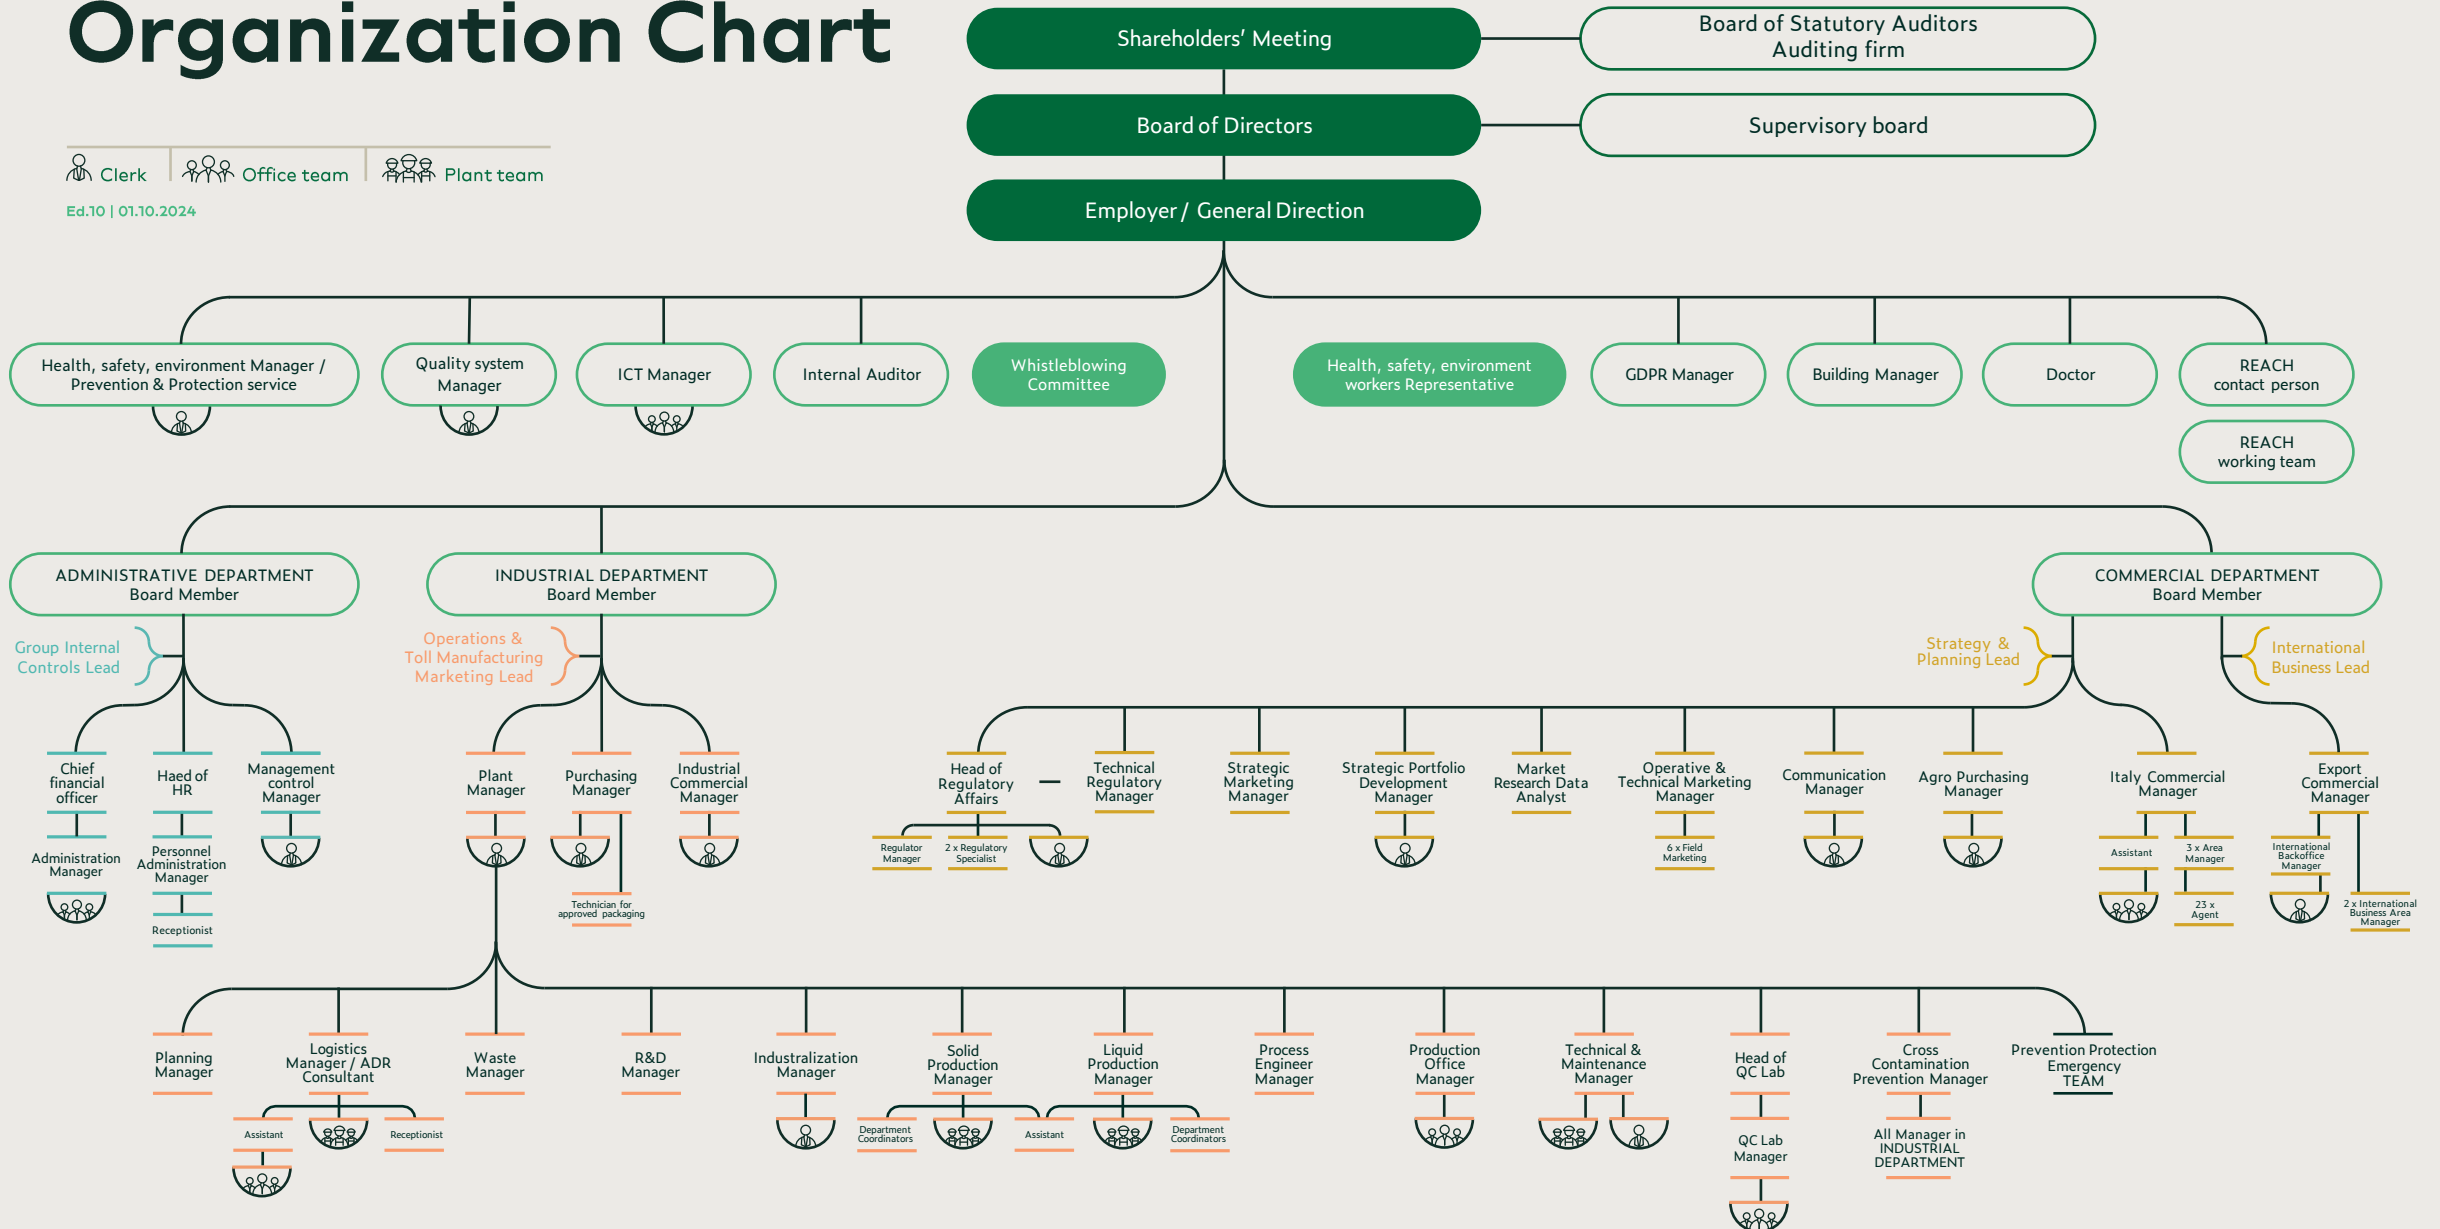 Organization Chart
Shareholders’ Meeting
Board of Statutory Auditors
Auditing firm
Board of Directors
Supervisory board
Clerk
Office team
Plant team
Ed.10 | 01.10.2024
Employer / General Direction
Health, safety, environment Manager /
Prevention & Protection service
Quality system
Manager
ICT Manager
Internal Auditor
Whistleblowing
Committee
Health, safety, environment
workers Representative
GDPR Manager
Building Manager
Doctor
REACH
contact person
REACH
working team
ADMINISTRATIVE DEPARTMENT
Board Member
INDUSTRIAL DEPARTMENT
Board Member
COMMERCIAL DEPARTMENT
Board Member
Group Internal
Controls Lead
Operations &
Toll Manufacturing
Marketing Lead
Strategy &
Planning Lead
International
Business Lead
Chief
financial
officer
Haed of
HR
Management
control
Manager
Plant
Manager
Purchasing
Manager
Industrial
Commercial
Manager
Head of
Regulatory
Affairs
Technical
Regulatory
Manager
Strategic
Marketing
Manager
Strategic Portfolio
Development
Manager
Market
Research Data
Analyst
Operative &
Technical Marketing
Manager
Communication
Manager
Agro Purchasing
Manager
Italy Commercial
Manager
Export
Commercial
Manager
Administration
Manager
Personnel
Administration
Manager
Receptionist
Technician for
approved packaging
Regulator
Manager
2 x Regulatory
Specialist
6 x Field
Marketing
Assistant
3 x Area
Manager
23 x
Agent
International
Backoffice
Manager
2 x International
Business Area
Manager
Planning
Manager
Logistics
Manager / ADR
Consultant
Waste
Manager
R&D
Manager
Industralization
Manager
Solid
Production
Manager
Liquid
Production
Manager
Process
Engineer
Manager
Production
Office
Manager
Technical &
Maintenance
Manager
Head of
QC Lab
Cross
Contamination
Prevention Manager
Prevention Protection
Emergency
TEAM
Assistant
Receptionist
Department
Coordinators
Assistant
Department
Coordinators
QC Lab
Manager
All Manager in
INDUSTRIAL
DEPARTMENT